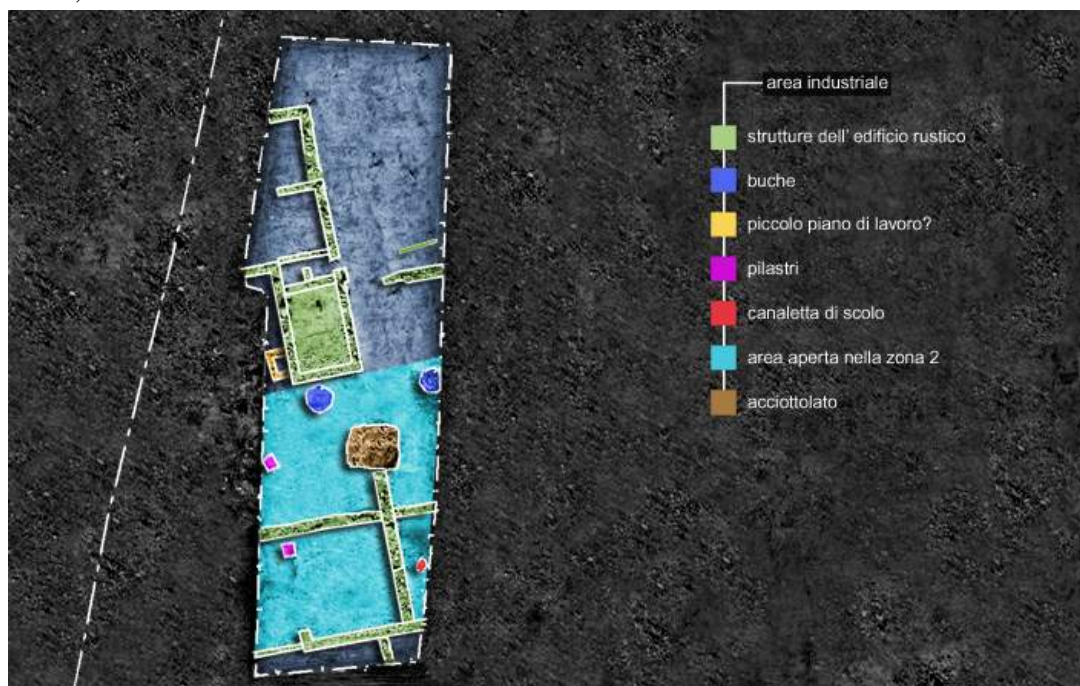 area industriale
strutture dell' edificio rustico
buche
piccolo piano di lavoro?
pilastri
canaletta di scolo
area aperta nella zona 2
acciottolato